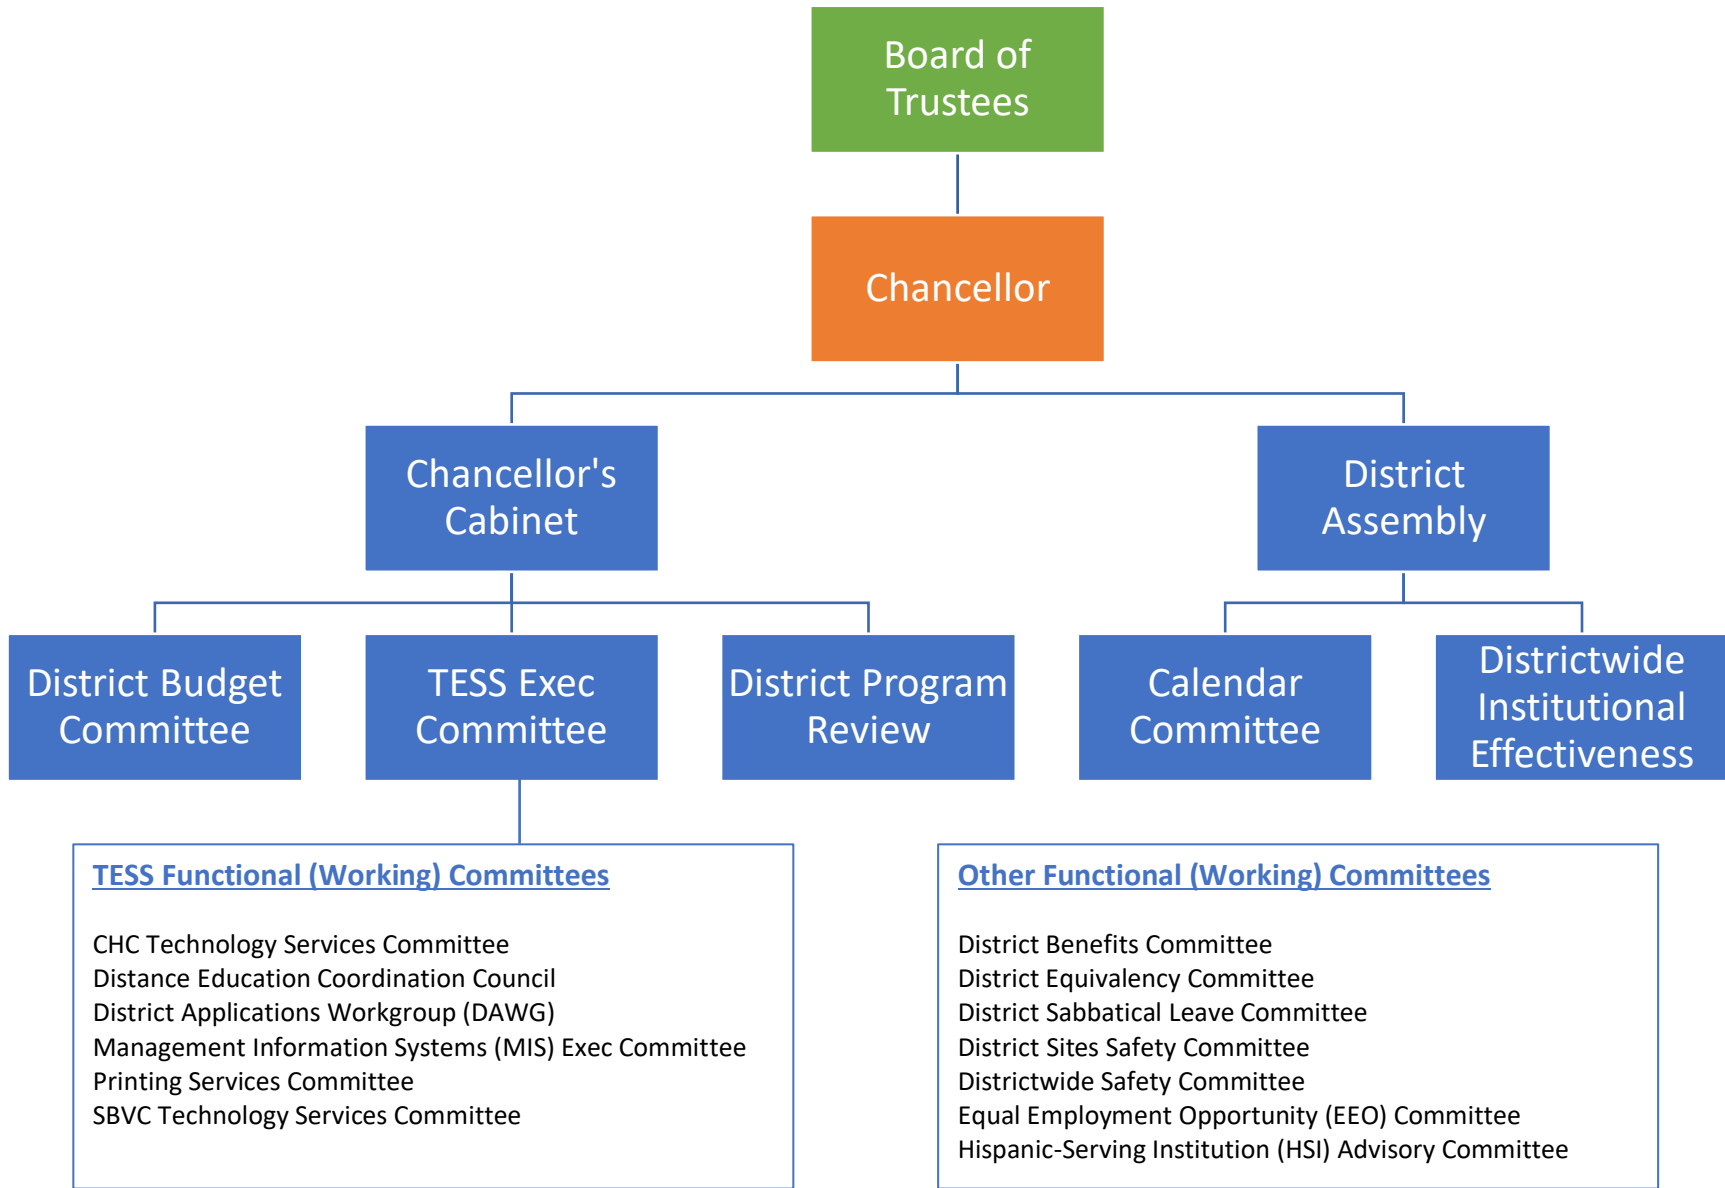 Board of
Trustees
Chancellor
Chancellor's
Cabinet
District
Assembly
District Budget
Committee
TESS Exec
Committee
District Program
Review
Calendar
Committee
Districtwide
Institutional
Effectiveness
TESS Functional (Working) Committees
CHC Technology Services Committee
Distance Education Coordination Council
District Applications Workgroup (DAWG)
Management Information Systems (MIS) Exec Committee
Printing Services Committee
SBVC Technology Services Committee
Other Functional (Working) Committees
District Benefits Committee
District Equivalency Committee
District Sabbatical Leave Committee
District Sites Safety Committee
Districtwide Safety Committee
Equal Employment Opportunity (EEO) Committee
Hispanic-Serving Institution (HSI) Advisory Committee